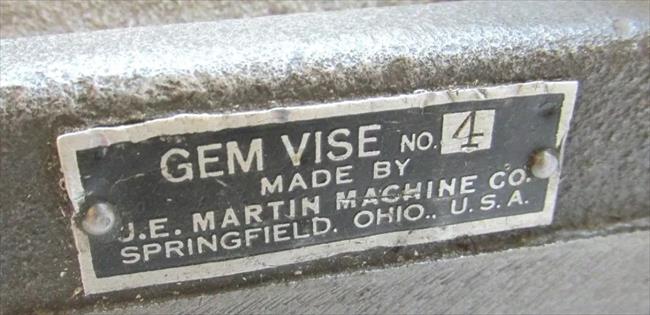 GEM VISE NO. 4
MADE BY
J.E. MARTIN MACHINE CO.
SPRINGFIELD. OHIO., U.S.A.